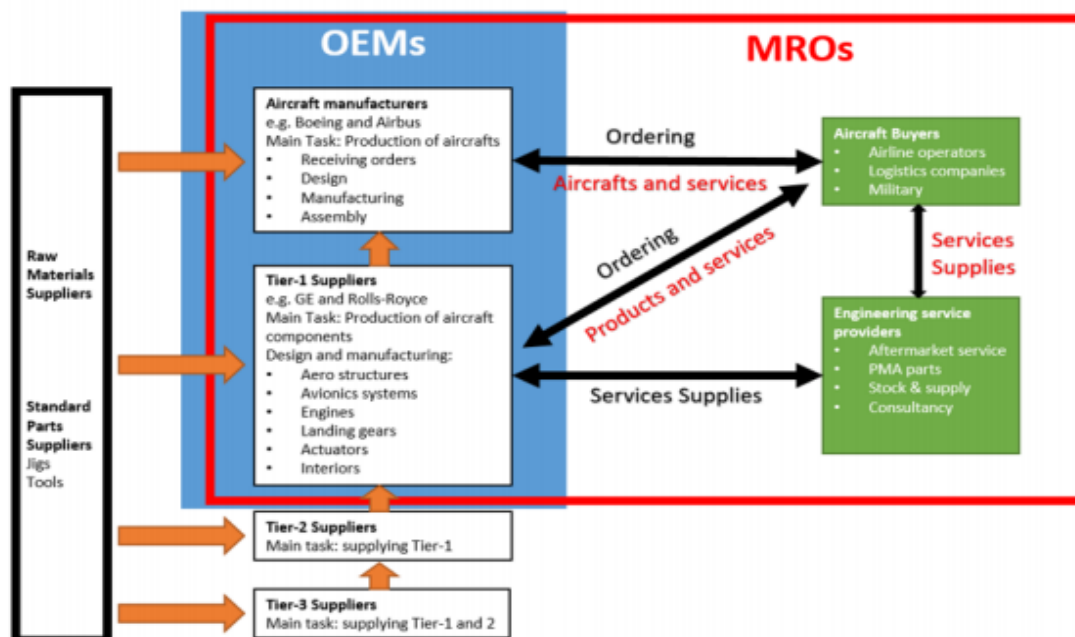 OEMs
MROs
Raw
Materials
Suppliers
Standard
Parts
Suppliers
Jigs
Tools
Aircraft manufacturers
e.g. Boeing and Airbus
Main Task: Production of aircrafts
• Receiving orders
• Design
• Manufacturing
• Assembly
Tier-1 Suppliers
e.g. GE and Rolls-Royce
Main Task: Production of aircraft
components
Design and manufacturing:
• Aero structures
• Avionics systems
• Engines
• Landing gears
• Actuators
• Interiors
Tier-2 Suppliers
Main task: supplying Tier-1
Tier-3 Suppliers
Main task: supplying Tier-1 and 2
Ordering
Aircrafts and services
Ordering
Products and services
Services Supplies
Aircraft Buyers
• Airline operators
• Logistics companies
• Military
Services
Supplies
Engineering service
providers
• Aftermarket service
• PMA parts
• Stock & supply
• Consultancy